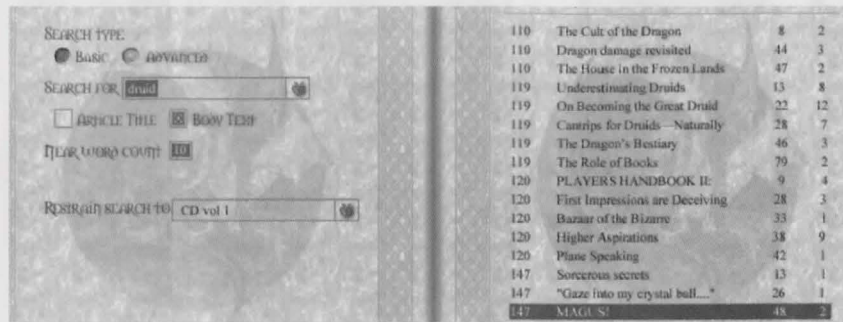 SEARCH TYPE
BASIC ADVANCED
SEARCH FOR druid
ARTICLE TITLE BODY TEXT
NEAR WORD COUNT 10
RESTRAIN SEARCH TO CD vol 1
110 The Cult of the Dragon 8 2
110 Dragon damage revisited 44 3
110 The House in the Frozen Lands 47 2
119 Underestimating Druids 13 8
119 On Becoming the Great Druid 22 12
119 Cantrips for Druids—Naturally 28 7
119 The Dragon's Bestiary 46 3
119 The Role of Books 79 2
120 PLAYERS HANDBOOK II: 9 4
120 First Impressions are Deceiving 28 3
120 Bazaar of the Bizarre 33 1
120 Higher Aspirations 38 9
120 Plane Speaking 42 1
147 Sorcerous secrets 13 1
147 "Gaze into my crystal ball...." 26 1
147 MAGUS! 48 2